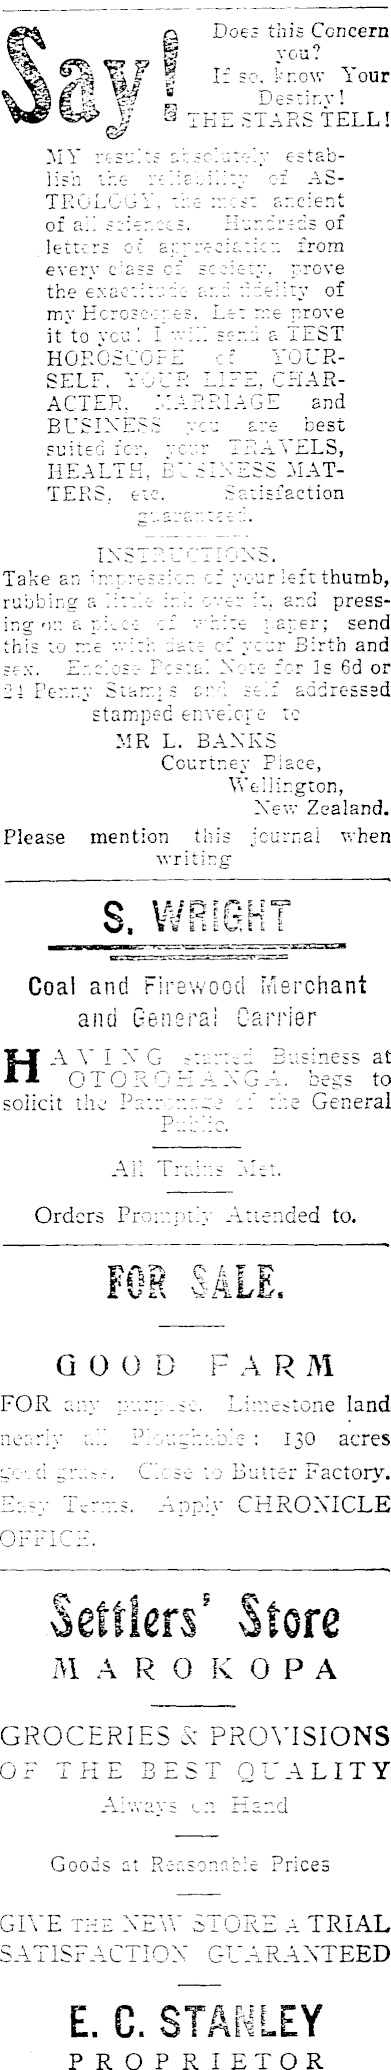 Say!
Does this Concern
you?
If so, know Your
Destiny!
THE STARS TELL!
MY results absolutely estab-
lish the reliability of AS-
TROLOGY, the most ancient
of all sciences. Hundreds of
letters of appreciation from
every class of society, prove
the exactitude and fidelity of
my Horoscopes. Let me prove
it to you! I will send a TEST
HOROSCOPE of YOUR-
SELF, YOUR LIFE, CHAR-
ACTER, MARRIAGE and
BUSINESS you are best
suited for, your TRAVELS,
HEALTH, BUSINESS MAT-
TERS, etc. Satisfaction
guaranteed.
INSTRUCTIONS.
Take an impression of your left thumb,
rubbing a little ink over it, and press-
ing on a piece of white paper; send
this to me with date of your Birth and
sex. Enclose Postal Note for 1s 6d or
24 Penny Stamps and self addressed
stamped envelope to
MR L. BANKS
Courtney Place,
Wellington,
New Zealand.
Please mention this journal when
writing
S. WRIGHT
Coal and Firewood Merchant
and General Carrier
HAVING started Business at
OTOROHANGA, begs to
solicit the Patronage of the General
Public.
All Trains Met.
Orders Promptly Attended to.
FOR SALE.
GOOD FARM
FOR any purpose. Limestone land
nearly all Ploughable: 130 acres
good grass. Close to Butter Factory.
Easy Terms. Apply CHRONICLE
OFFICE.
Settlers' Store
MAROKOPA
GROCERIES & PROVISIONS
OF THE BEST QUALITY
Always on Hand
Goods at Reasonable Prices
GIVE THE NEW STORE A TRIAL
SATISFACTION GUARANTEED
E. C. STANLEY
PROPRIETOR